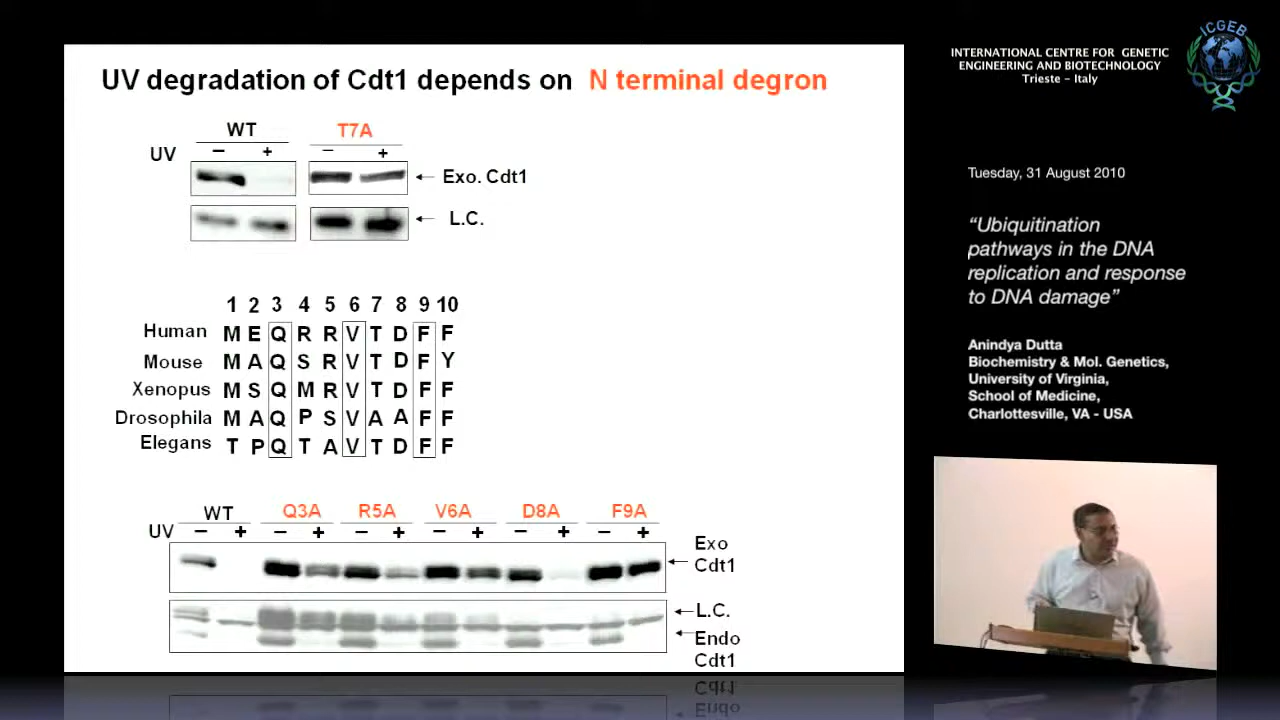 UV degradation of Cdt1 depends on N terminal degron
WT T7A
UV − + − +
← Exo. Cdt1
← L.C.
1 2 3 4 5 6 7 8 9 10
Human M E Q R R V T D F F
Mouse M A Q S R V T D F Y
Xenopus M S Q M R V T D F F
Drosophila M A Q P S V A A F F
Elegans T P Q T A V T D F F
WT Q3A R5A V6A D8A F9A
UV − + − + − + − + − + − +
Exo
← Cdt1
← L.C.
← Endo
Cdt1
ICGEB
INTERNATIONAL CENTRE FOR GENETIC
ENGINEERING AND BIOTECHNOLOGY
Trieste – Italy
Tuesday, 31 August 2010
“Ubiquitination
pathways in the DNA
replication and response
to DNA damage”
Anindya Dutta
Biochemistry & Mol. Genetics,
University of Virginia,
School of Medicine,
Charlottesville, VA - USA